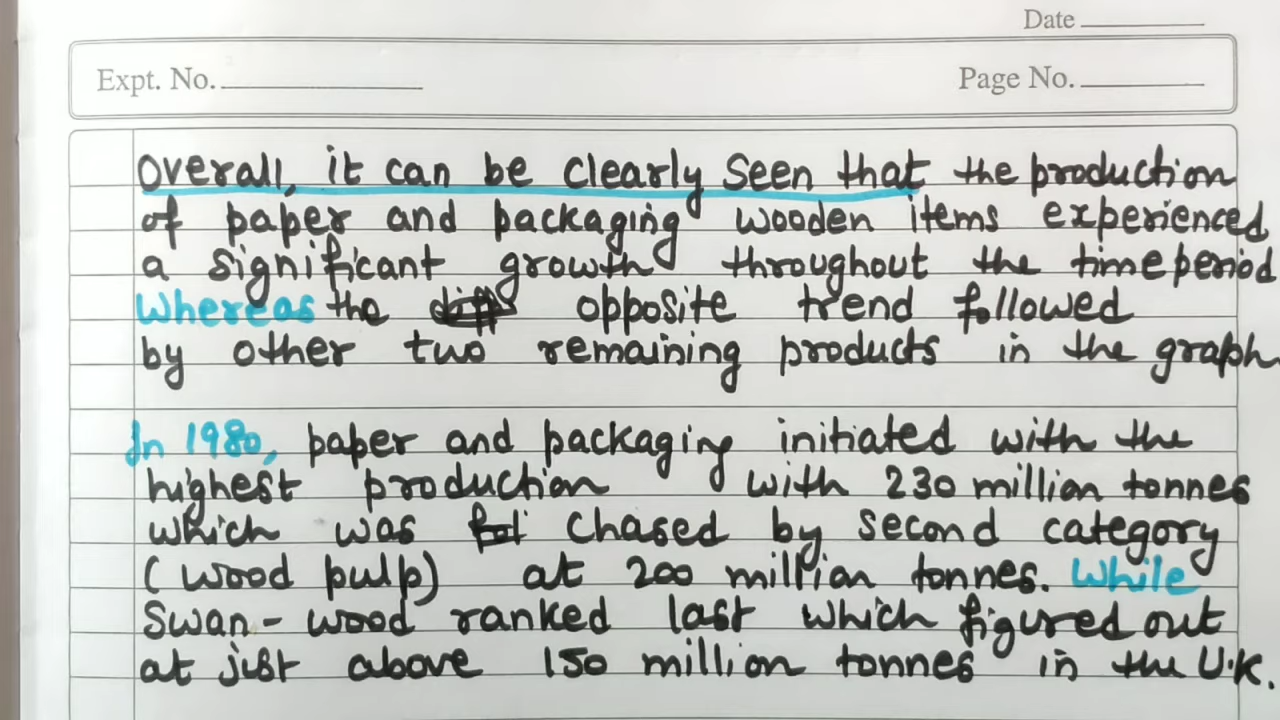 Date
Expt. No.
Page No.
Overall, it can be clearly seen that the production
of paper and packaging wooden items experienced
a significant growth throughout the time period
Whereas the opposite trend followed
by other two remaining products in the graph.
In 1980, paper and packaging initiated with the
highest production with 230 million tonnes
which was chased by second category
(wood pulp) at 200 million tonnes. While
Swan-wood ranked last which figured out
at just above 150 million tonnes in the U.K.